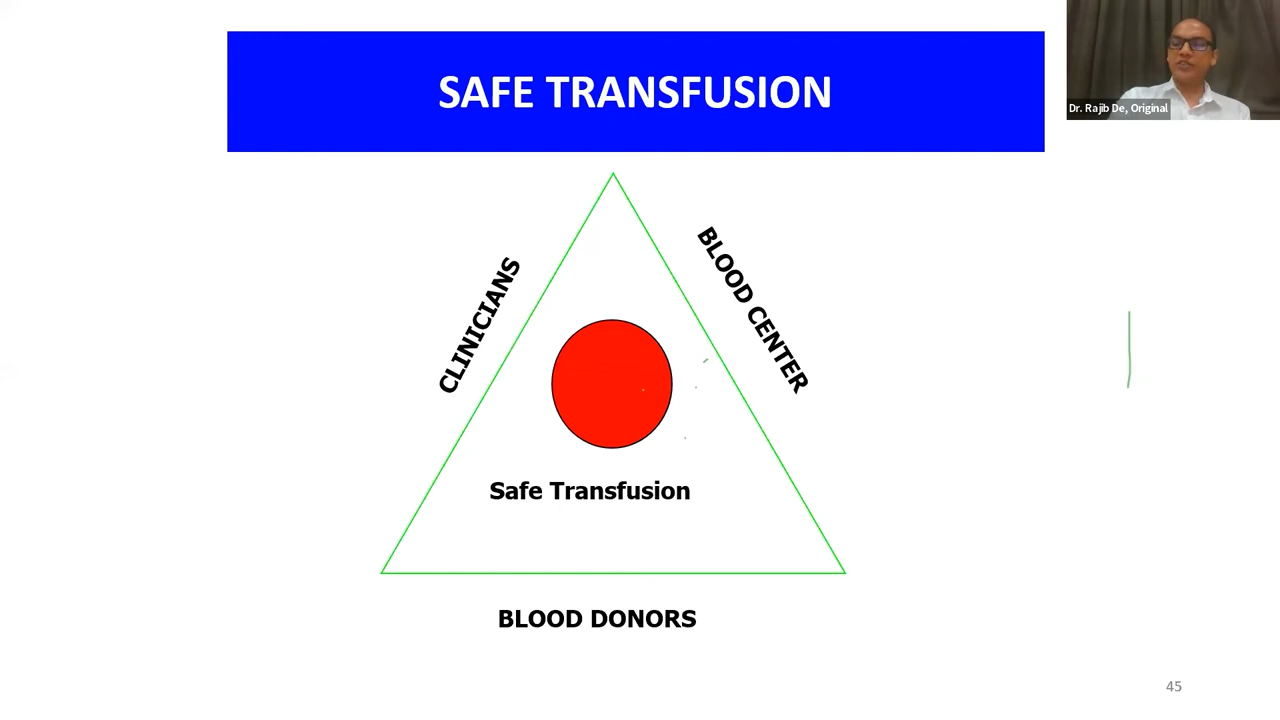 SAFE TRANSFUSION
Dr. Rajib De, Original
CLINICIANS
BLOOD CENTER
Safe Transfusion
BLOOD DONORS
45